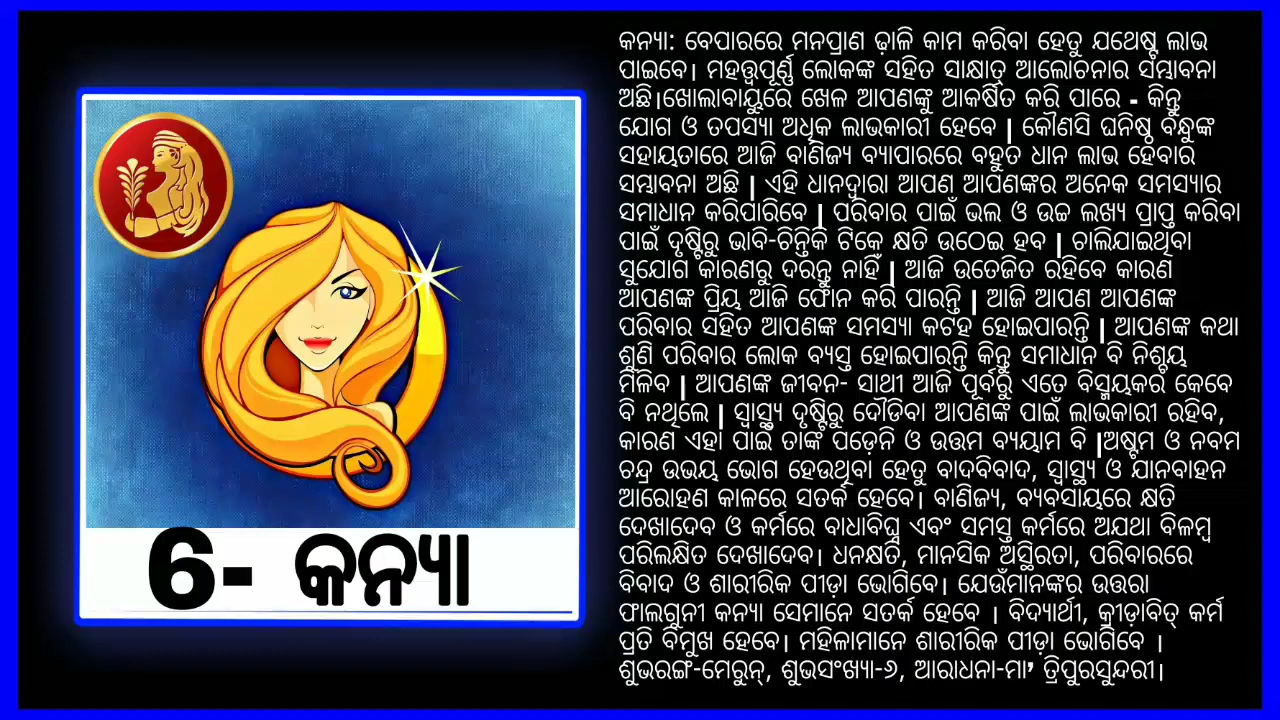 6- କନ୍ୟା
କନ୍ୟା: ବେପାରରେ ମନପ୍ରାଣ ଢ଼ାଳି କାମ କରିବା ହେତୁ ଯଥେଷ୍ଟ ଲାଭ
ପାଇବେ। ମହତ୍ତ୍ୱପୂର୍ଣ୍ଣ ଲୋକଙ୍କ ସହିତ ସାକ୍ଷାତ୍ ଆଲୋଚନାର ସମ୍ଭାବନା
ଅଛି।ଖୋଲାବାୟୁରେ ଖେଳ ଆପଣଙ୍କୁ ଆକର୍ଷିତ କରି ପାରେ - କିନ୍ତୁ
ଯୋଗ ଓ ତପସ୍ୟା ଅଧିକ ଲାଭକାରୀ ହେବେ | କୌଣସି ଘନିଷ୍ଠ ବନ୍ଧୁଙ୍କ
ସହାୟତାରେ ଆଜି ବାଣିଜ୍ୟ ବ୍ୟାପାରରେ ବହୁତ ଧାନ ଲାଭ ହେବାର
ସମ୍ଭାବନା ଅଛି | ଏହି ଧାନଦ୍ୱାରା ଆପଣ ଆପଣଙ୍କର ଅନେକ ସମସ୍ୟାର
ସମାଧାନ କରିପାରିବେ | ପରିବାର ପାଇଁ ଭଲ ଓ ଉଚ୍ଚ ଲଖ୍ୟ ପ୍ରାପ୍ତ କରିବା
ପାଇଁ ଦୃଷ୍ଟିରୁ ଭାବି-ଚିନ୍ତିକି ଟିକେ କ୍ଷତି ଉଠେଇ ହବ | ଚାଲିଯାଇଥିବା
ସୁଯୋଗ କାରଣରୁ ଦରନ୍ତୁ ନାହିଁ | ଆଜି ଉତେଜିତ ରହିବେ କାରଣ
ଆପଣଙ୍କ ପ୍ରିୟ ଆଜି ଫୋନ କରି ପାରନ୍ତି | ଆଜି ଆପଣ ଆପଣଙ୍କ
ପରିବାର ସହିତ ଆପଣଙ୍କ ସମସ୍ୟା କଟହ ହୋଇପାରନ୍ତି | ଆପଣଙ୍କ କଥା
ଶୁଣି ପରିବାର ଲୋକ ବ୍ୟସ୍ତ ହୋଇପାରନ୍ତି କିନ୍ତୁ ସମାଧାନ ବି ନିଶ୍ଚୟ
ମିଳିବ | ଆପଣଙ୍କ ଜୀବନ- ସାଥୀ ଆଜି ପୂର୍ବରୁ ଏତେ ବିସ୍ମୟକର କେବେ
ବି ନଥିଲେ | ସ୍ୱାସ୍ଥ୍ୟ ଦୃଷ୍ଟିରୁ ଦୌଡିବା ଆପଣଙ୍କ ପାଇଁ ଲାଭକାରୀ ରହିବ,
କାରଣ ଏହା ପାଇଁ ତାଙ୍କ ପଡ଼େନି ଓ ଉତ୍ତମ ବ୍ୟୟାମ ବି |ଅଷ୍ଟମ ଓ ନବମ
ଚନ୍ଦ୍ର ଉଭୟ ଭୋଗ ହେଉଥିବା ହେତୁ ବାଦବିବାଦ, ସ୍ୱାସ୍ଥ୍ୟ ଓ ଯାନବାହନ
ଆରୋହଣ କାଳରେ ସତର୍କ ହେବେ। ବାଣିଜ୍ୟ, ବ୍ୟବସାୟରେ କ୍ଷତି
ଦେଖାଦେବ ଓ କର୍ମରେ ବାଧାବିଘ୍ନ ଏବଂ ସମସ୍ତ କର୍ମରେ ଅଯଥା ବିଳମ୍ବ
ପରିଲକ୍ଷିତ ଦେଖାଦେବ। ଧନକ୍ଷତି, ମାନସିକ ଅସ୍ଥିରତା, ପରିବାରରେ
ବିବାଦ ଓ ଶାରୀରିକ ପୀଡ଼ା ଭୋଗିବେ। ଯେଉଁମାନଙ୍କର ଉତ୍ତରା
ଫାଲଗୁନୀ କନ୍ୟା ସେମାନେ ସତର୍କ ହେବେ । ବିଦ୍ୟାର୍ଥୀ, କ୍ରୀଡ଼ାବିତ୍ କର୍ମ
ପ୍ରତି ବିମୁଖ ହେବେ। ମହିଳାମାନେ ଶାରୀରିକ ପୀଡ଼ା ଭୋଗିବେ ।
ଶୁଭରଙ୍ଗ-ମେରୁନ୍, ଶୁଭସଂଖ୍ୟା-୬, ଆରାଧନା-ମା’ ତ୍ରିପୁରସୁନ୍ଦରୀ।